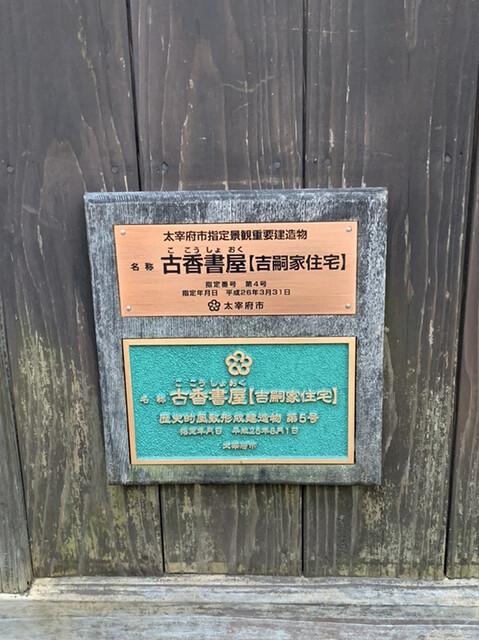 太宰府市指定景観重要建造物
ここうしょおく
名称 古香書屋【吉嗣家住宅】
指定番号 第4号
指定年月日 平成26年3月31日
太宰府市
ここうしょおく
名称 古香書屋【吉嗣家住宅】
歴史的風致形成建造物 第5号
指定年月日 平成25年8月1日
太宰府市